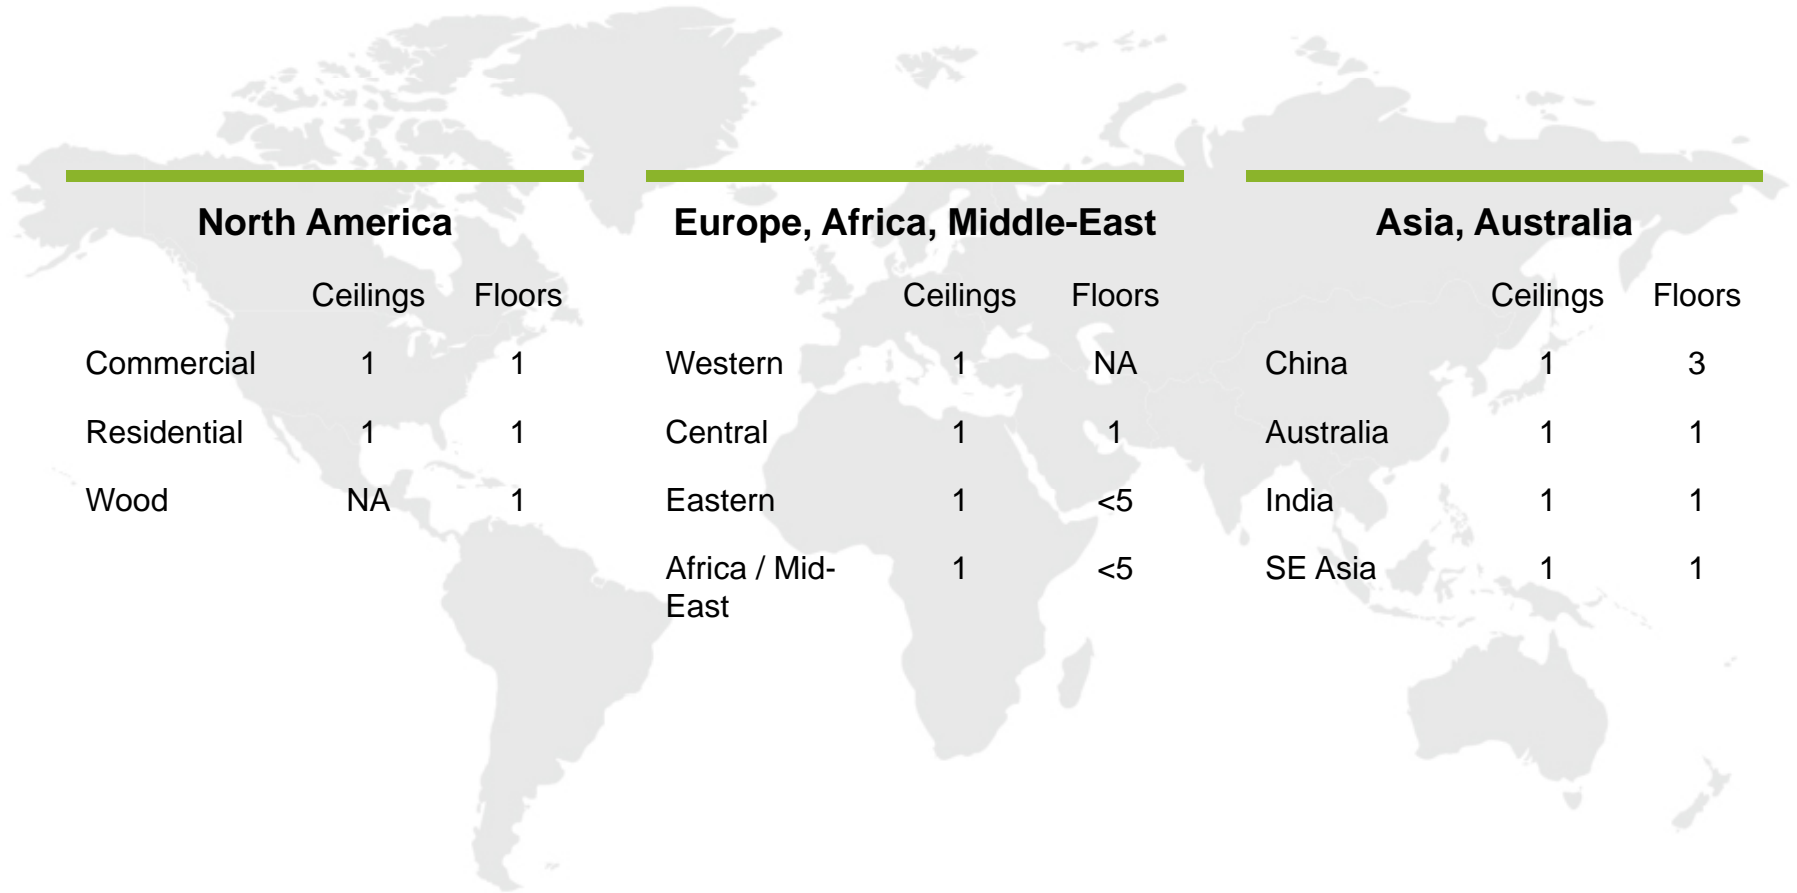 North America
Ceilings Floors
Commercial 1 1
Residential 1 1
Wood NA 1
Europe, Africa, Middle-East
Ceilings Floors
Western 1 NA
Central 1 1
Eastern 1 <5
Africa / Mid- 1 <5
East
Asia, Australia
Ceilings Floors
China 1 3
Australia 1 1
India 1 1
SE Asia 1 1